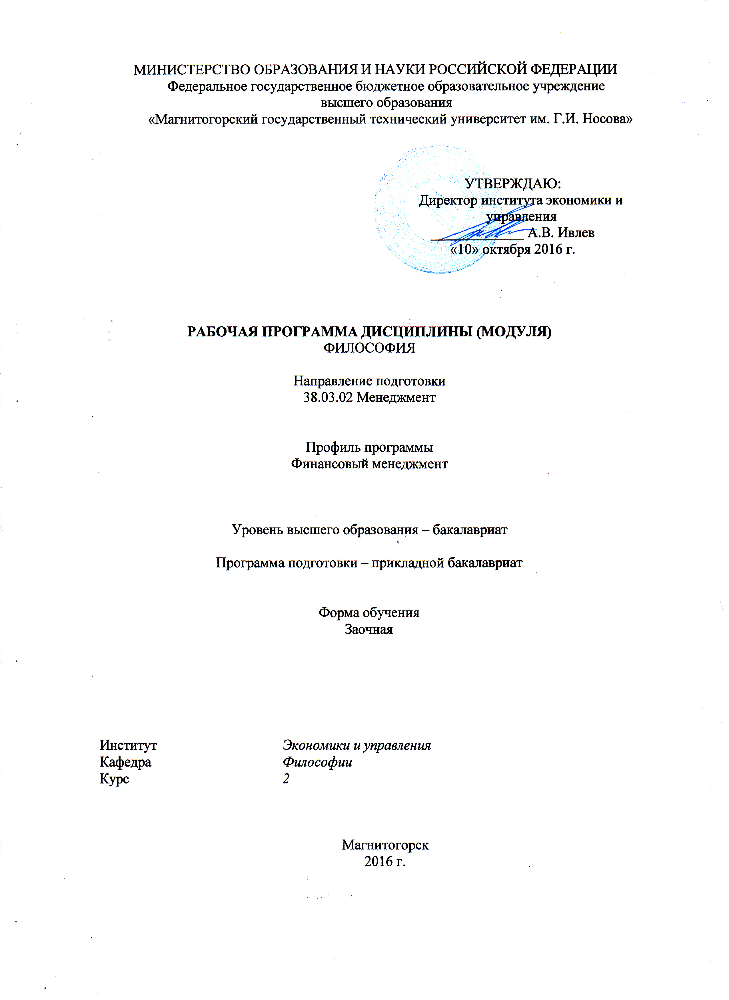 МИНИСТЕРСТВО ОБРАЗОВАНИЯ И НАУКИ РОССИЙСКОЙ ФЕДЕРАЦИИ
Федеральное государственное бюджетное образовательное учреждение
высшего образования
«Магнитогорский государственный технический университет им. Г.И. Носова»
УТВЕРЖДАЮ:
Директор института экономики и
управления
_____________ А.В. Ивлев
«10» октября 2016 г.
РАБОЧАЯ ПРОГРАММА ДИСЦИПЛИНЫ (МОДУЛЯ)
ФИЛОСОФИЯ
Направление подготовки
38.03.02 Менеджмент
Профиль программы
Финансовый менеджмент
Уровень высшего образования – бакалавриат
Программа подготовки – прикладной бакалавриат
Форма обучения
Заочная
Институт Экономики и управления
Кафедра Философии
Курс 2
Магнитогорск
2016 г.